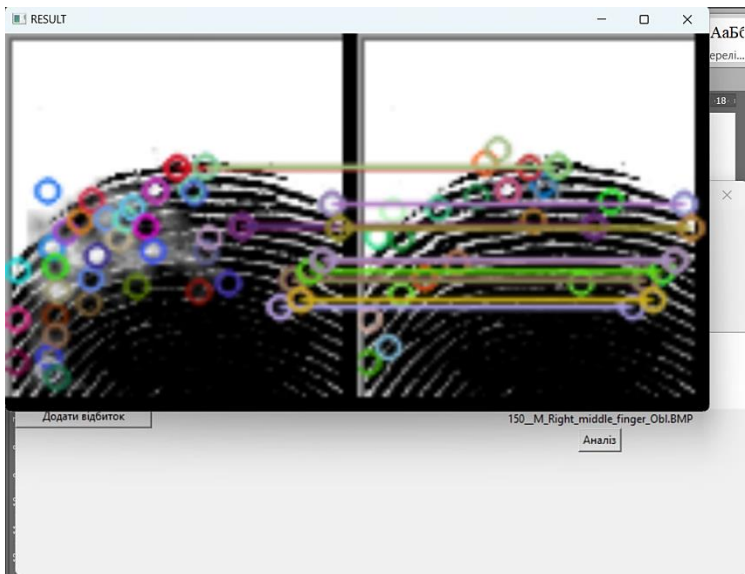 RESULT
АаБб
ерелі...
18
Додати відбиток
150__M_Right_middle_finger_Obl.BMP
Аналіз